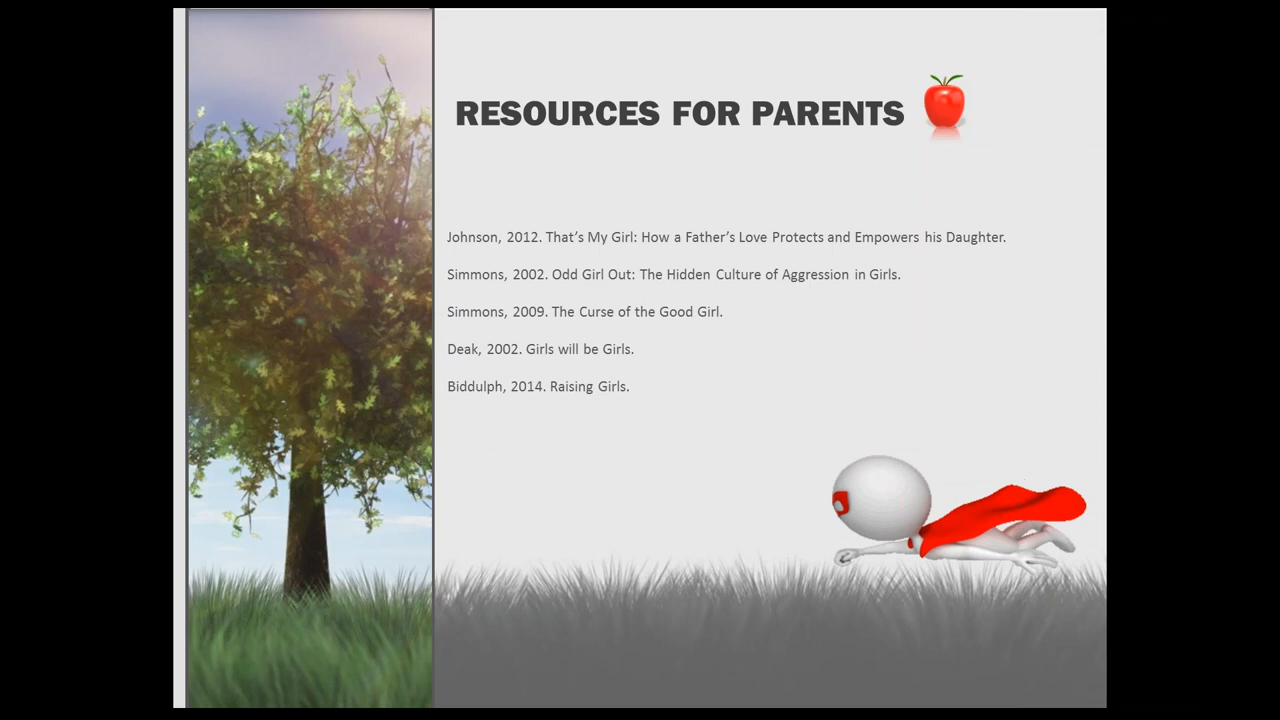 RESOURCES FOR PARENTS
Johnson, 2012. That’s My Girl: How a Father’s Love Protects and Empowers his Daughter.
Simmons, 2002. Odd Girl Out: The Hidden Culture of Aggression in Girls.
Simmons, 2009. The Curse of the Good Girl.
Deak, 2002. Girls will be Girls.
Biddulph, 2014. Raising Girls.